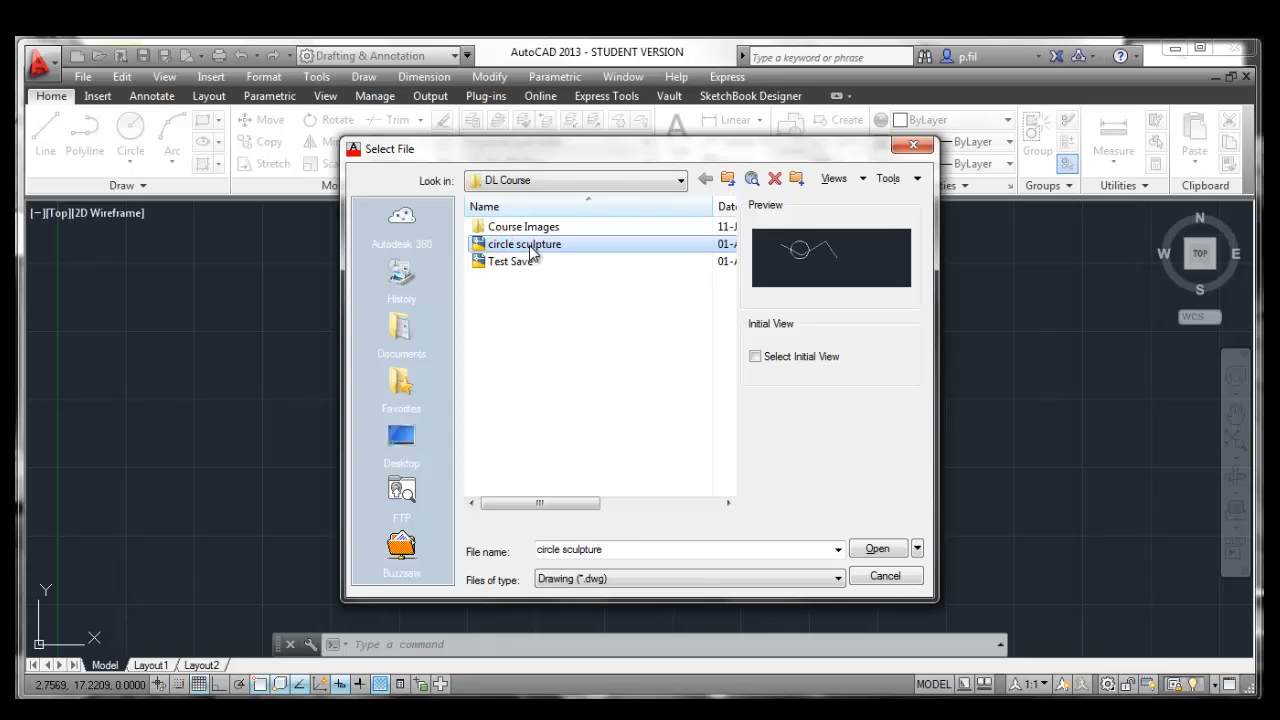 Drafting & Annotation
AutoCAD 2013 - STUDENT VERSION
Type a keyword or phrase
p.fil
File Edit View Insert Format Tools Draw Dimension Modify Parametric Window Help Express
Home Insert Annotate Layout Parametric View Manage Output Plug-ins Online Express Tools Vault SketchBook Designer
Move Rotate Trim Linear Create ByLayer
Line Polyline Circle Arc Copy ByLayer Group Measure Paste
Stretch ByLayer
Draw Groups Utilities Clipboard
Select File
Look in: DL Course Views Tools
[−][Top][2D Wireframe]
Name Preview
Autodesk 360
History
Documents
Favorites
Desktop
FTP
Buzzsaw
Course Images 11-J
circle sculpture 01-A
Test Save 01-A
Initial View
Select Initial View
File name: circle sculpture Open
Files of type: Drawing (*.dwg) Cancel
N
W TOP E
S
WCS
Y
X
Type a command
Model Layout1 Layout2
2.7569, 17.2209, 0.0000 MODEL 1:1